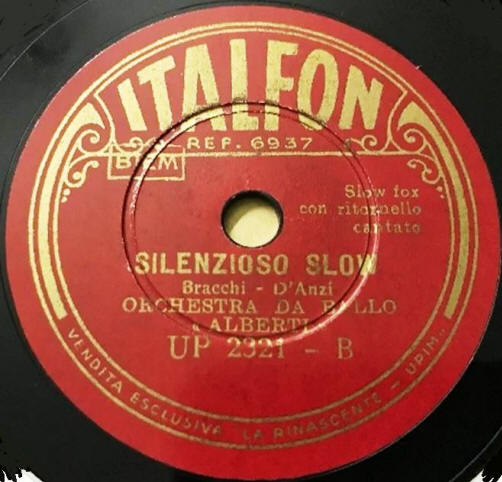 ITALFON
REF. 6937
BIEM
Slow fox
con ritornello
cantato
SILENZIOSO SLOW
Bracchi - D'Anzi
ORCHESTRA DA BALLO
"ALBERTI"
UP 2321 - B
VENDITA ESCLUSIVA "LA RINASCENTE - UPIM"